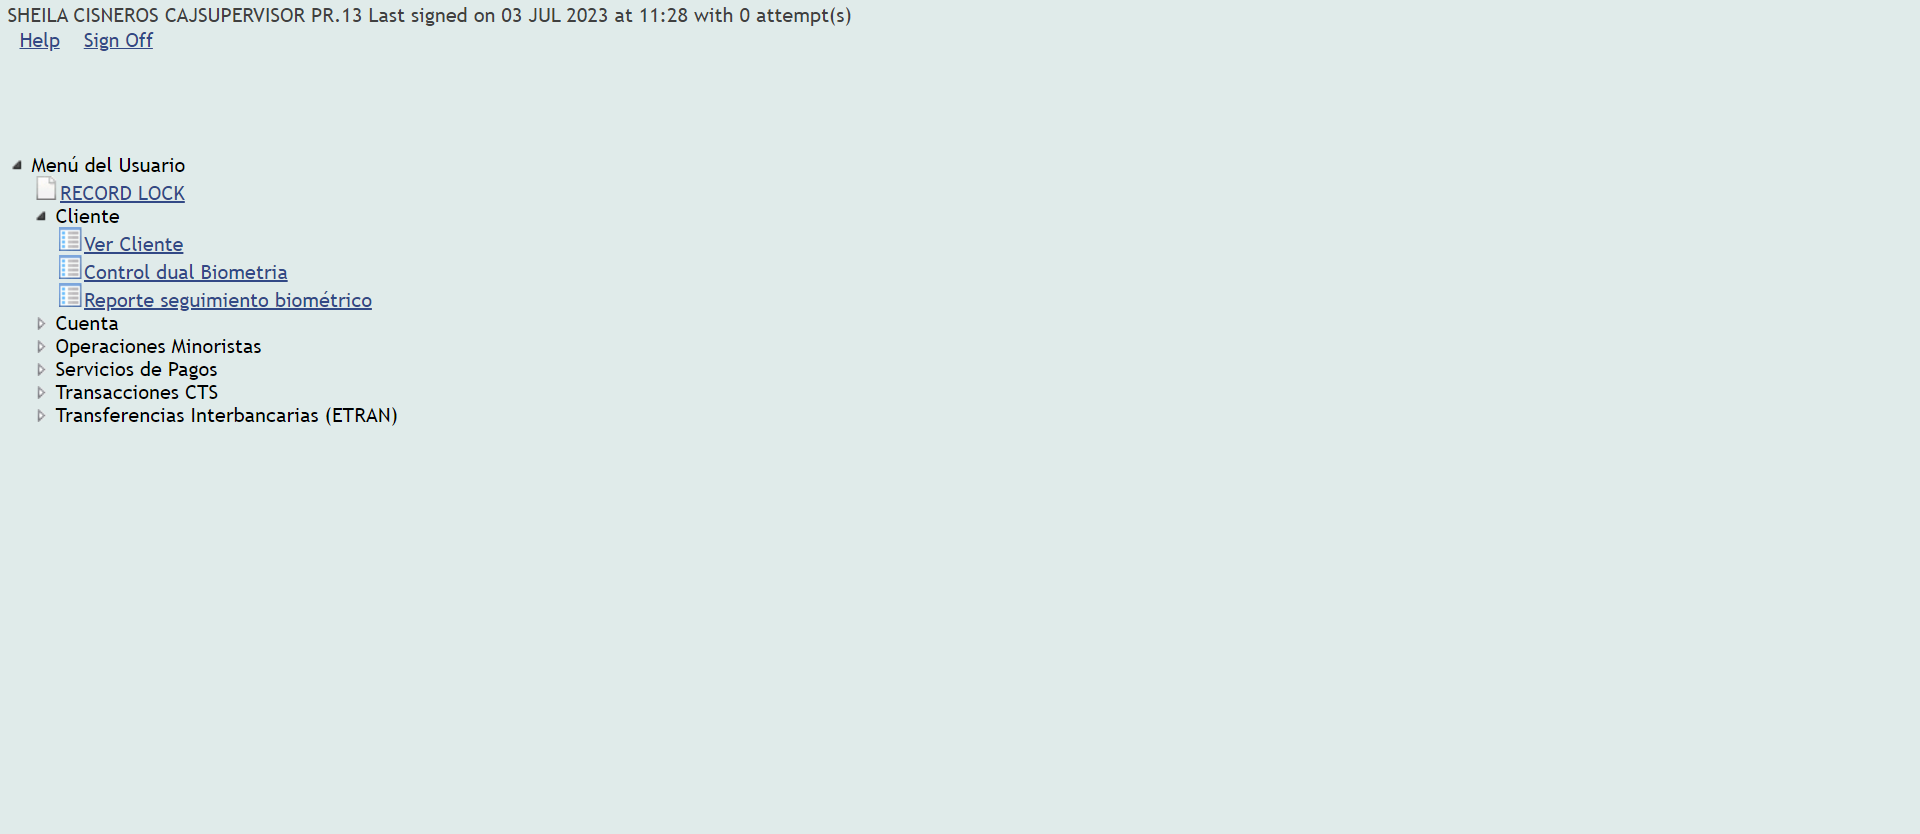 SHEILA CISNEROS CAJSUPERVISOR PR.13 Last signed on 03 JUL 2023 at 11:28 with 0 attempt(s)
Help Sign Off
Menú del Usuario
RECORD LOCK
Cliente
Ver Cliente
Control dual Biometria
Reporte seguimiento biométrico
Cuenta
Operaciones Minoristas
Servicios de Pagos
Transacciones CTS
Transferencias Interbancarias (ETRAN)